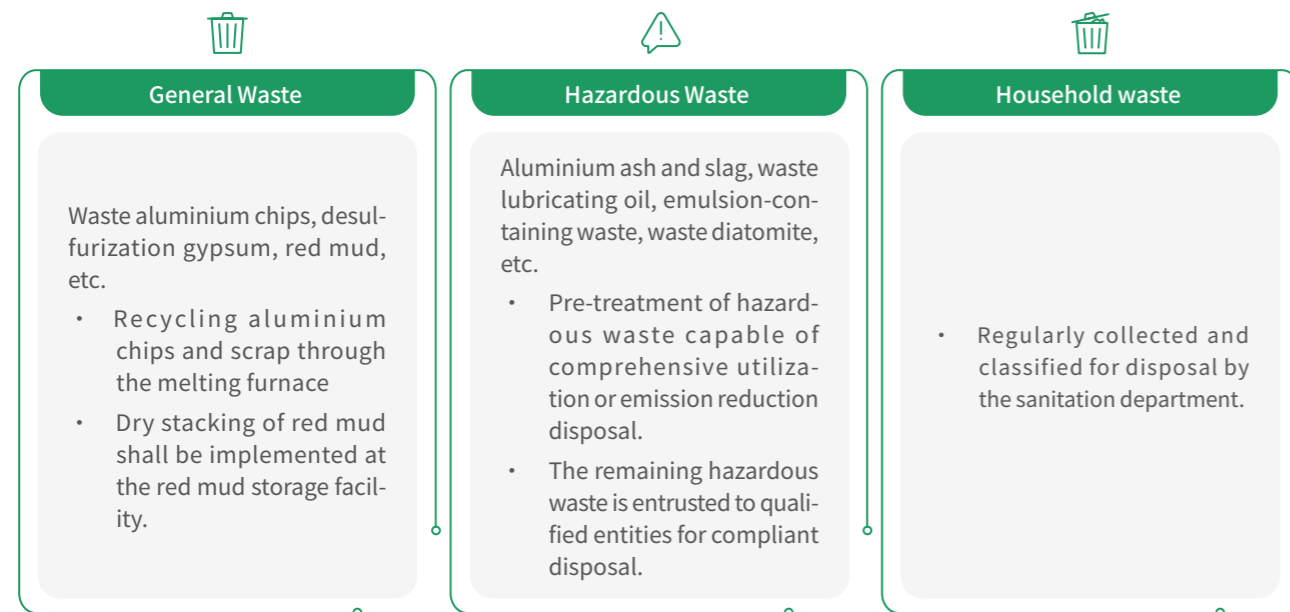 General Waste
Waste aluminium chips, desul-
furization gypsum, red mud,
etc.
• Recycling aluminium
chips and scrap through
the melting furnace
• Dry stacking of red mud
shall be implemented at
the red mud storage facil-
ity.
Hazardous Waste
Aluminium ash and slag, waste
lubricating oil, emulsion-con-
taining waste, waste diatomite,
etc.
• Pre-treatment of hazard-
ous waste capable of
comprehensive utiliza-
tion or emission reduction
disposal.
• The remaining hazardous
waste is entrusted to quali-
fied entities for compliant
disposal.
Household waste
• Regularly collected and
classified for disposal by
the sanitation department.